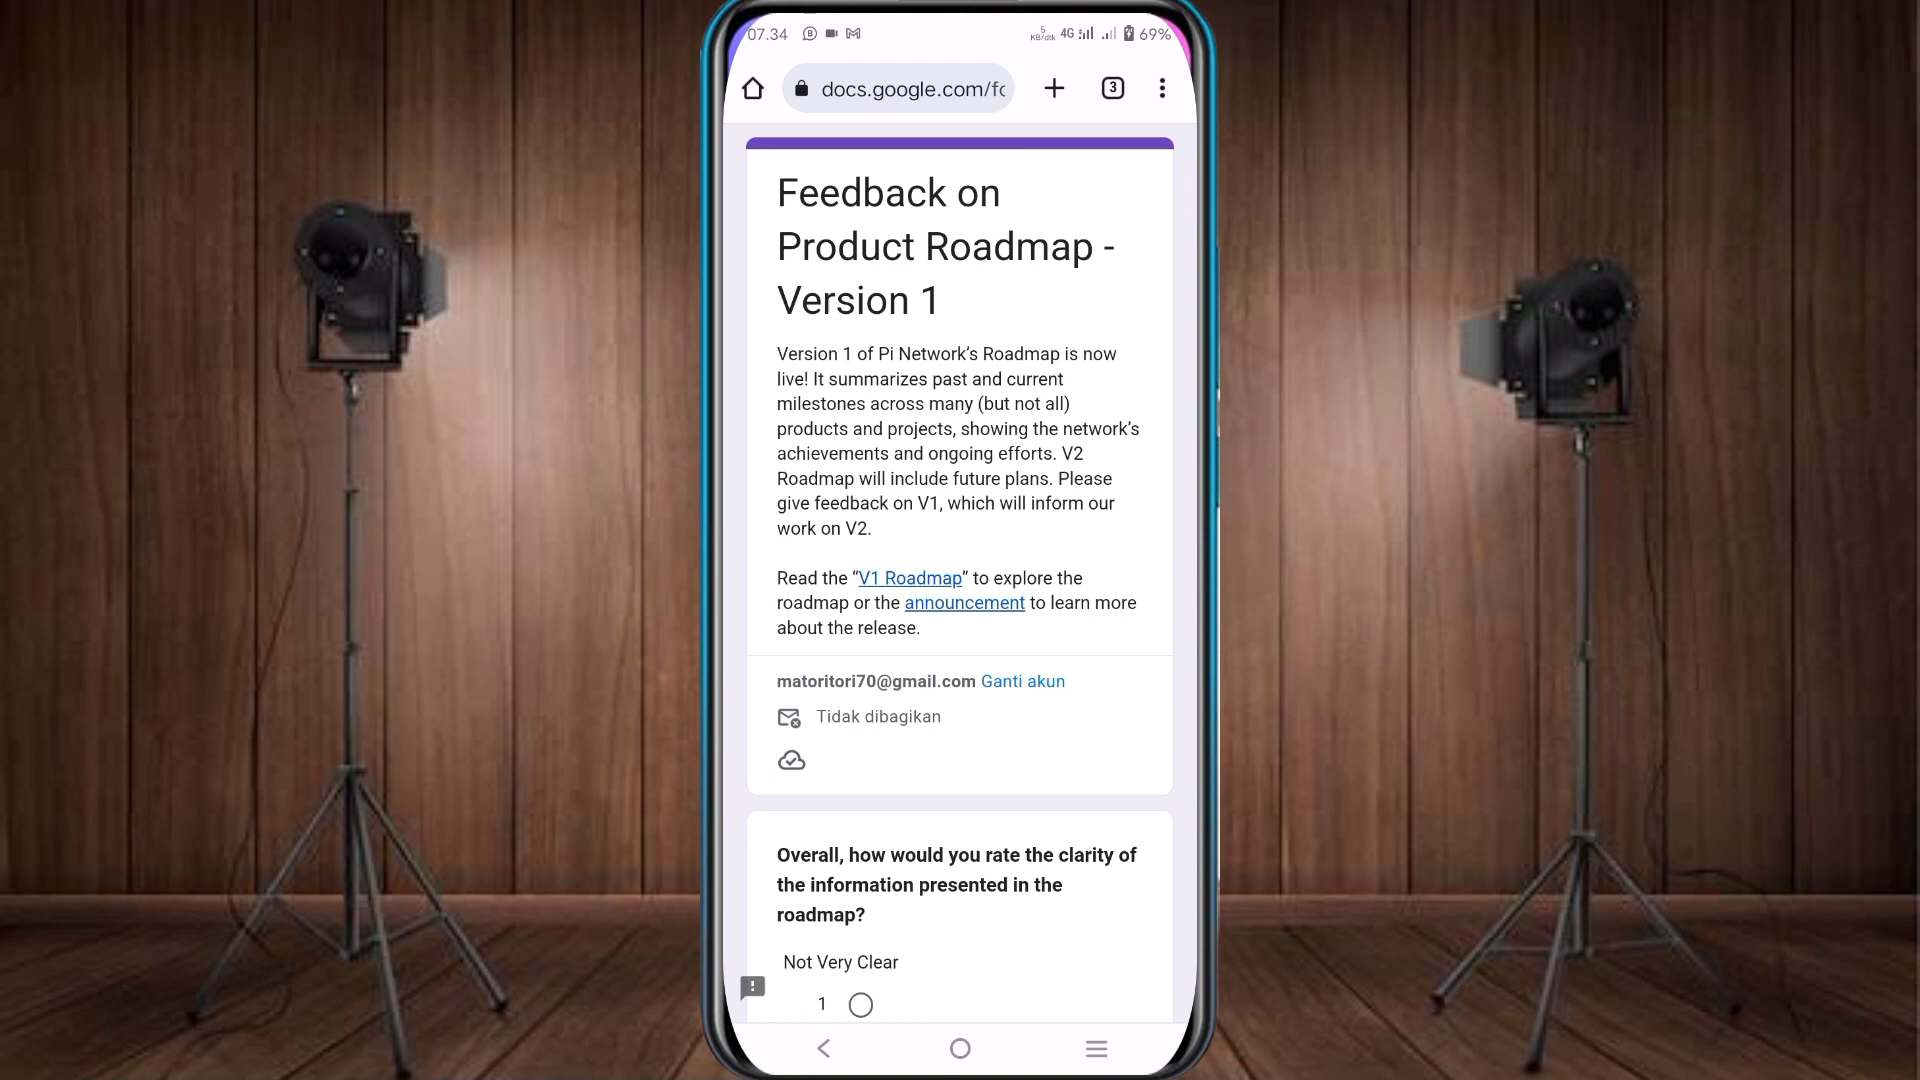 07.34
5
KB/dtk
4G
69%
docs.google.com/fo
3
Feedback on
Product Roadmap -
Version 1
Version 1 of Pi Network’s Roadmap is now
live! It summarizes past and current
milestones across many (but not all)
products and projects, showing the network’s
achievements and ongoing efforts. V2
Roadmap will include future plans. Please
give feedback on V1, which will inform our
work on V2.
Read the “V1 Roadmap” to explore the
roadmap or the announcement to learn more
about the release.
matoritori70@gmail.com Ganti akun
Tidak dibagikan
Overall, how would you rate the clarity of
the information presented in the
roadmap?
Not Very Clear
1